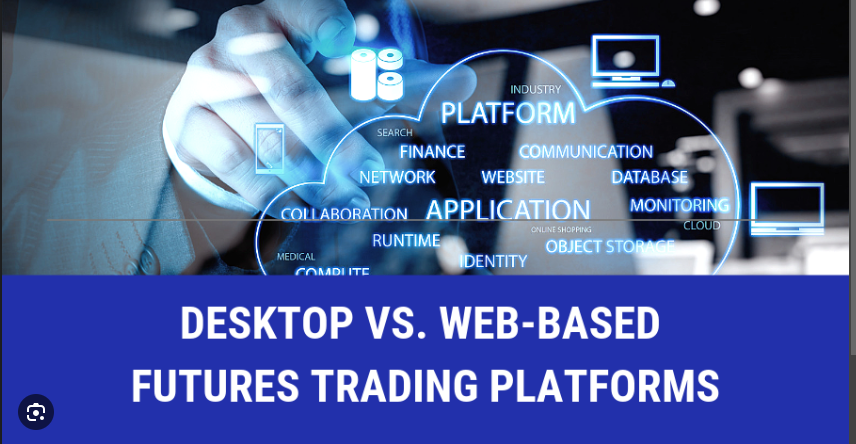 INDUSTRY
PLATFORM
SEARCH
FINANCE COMMUNICATION
NETWORK WEBSITE DATABASE
COLLABORATION APPLICATION MONITORING
CLOUD
RUNTIME ONLINE SHOPPING OBJECT STORAGE
MEDICAL IDENTITY
COMPUTE
DESKTOP VS. WEB-BASED
FUTURES TRADING PLATFORMS